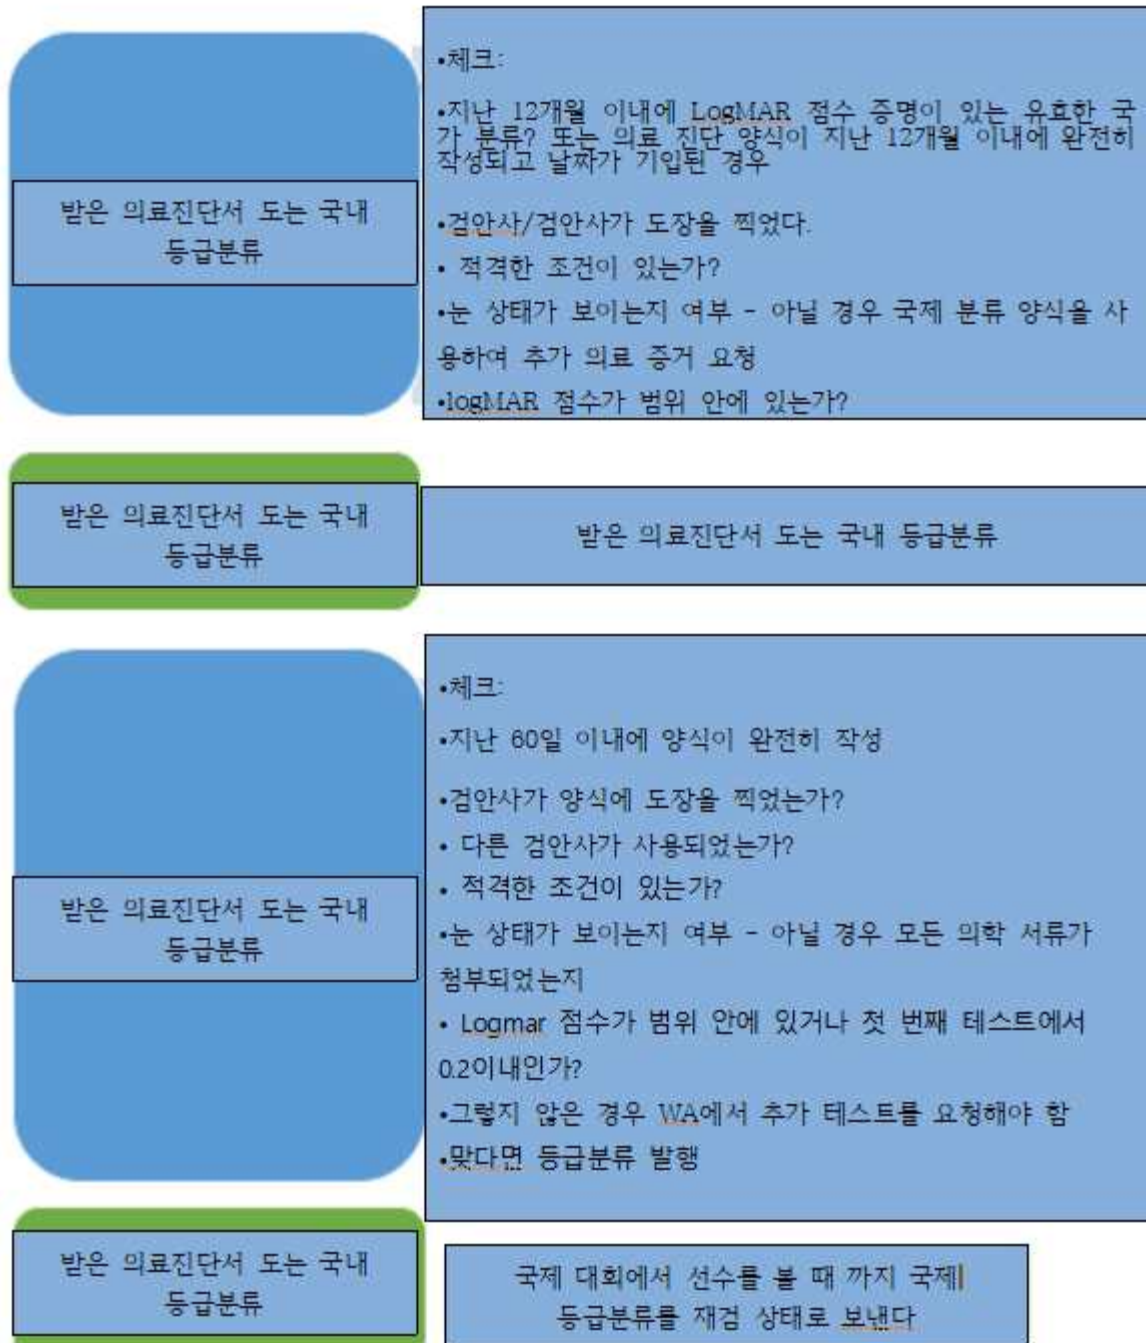 받은 의료진단서 도는 국내
등급분류
•체크:
•지난 12개월 이내에 LogMAR 점수 증명이 있는 유효한 국
가 분류? 또는 의료 진단 양식이 지난 12개월 이내에 완전히
작성되고 날짜가 기입된 경우
•검안사/검안사가 도장을 찍었다.
• 적격한 조건이 있는가?
•눈 상태가 보이는지 여부 - 아닐 경우 국제 분류 양식을 사
용하여 추가 의료 증거 요청
•logMAR 점수가 범위 안에 있는가?
받은 의료진단서 도는 국내
등급분류
받은 의료진단서 도는 국내 등급분류
받은 의료진단서 도는 국내
등급분류
•체크:
•지난 60일 이내에 양식이 완전히 작성
•검안사가 양식에 도장을 찍었는가?
• 다른 검안사가 사용되었는가?
• 적격한 조건이 있는가?
•눈 상태가 보이는지 여부 - 아닐 경우 모든 의학 서류가
첨부되었는지
• Logmar 점수가 범위 안에 있거나 첫 번째 테스트에서
0.2이내인가?
•그렇지 않은 경우 WA에서 추가 테스트를 요청해야 함
•맞다면 등급분류 발행
받은 의료진단서 도는 국내
등급분류
국제 대회에서 선수를 볼 때 까지 국제
등급분류를 재검 상태로 보낸다